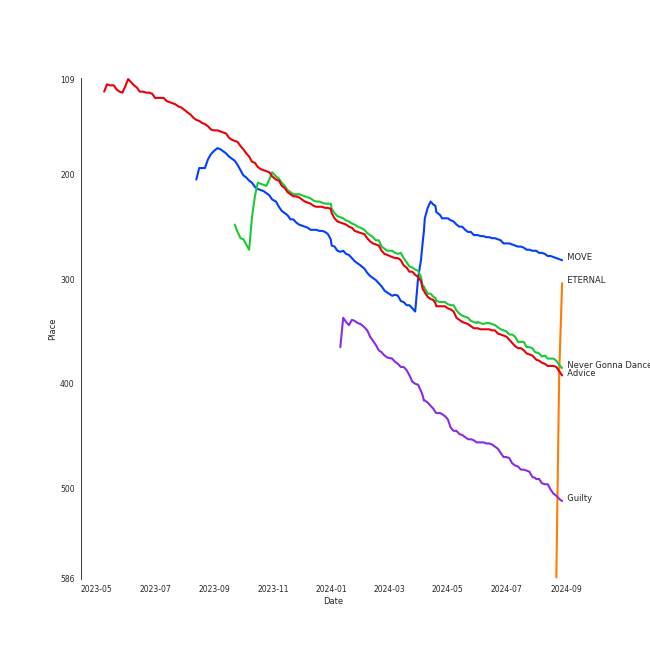 109
200
300
400
500
586
Place
2023-05
2023-07
2023-09
2023-11
2024-01
2024-03
2024-05
2024-07
2024-09
Date
MOVE
ETERNAL
Never Gonna Dance
Advice
Guilty